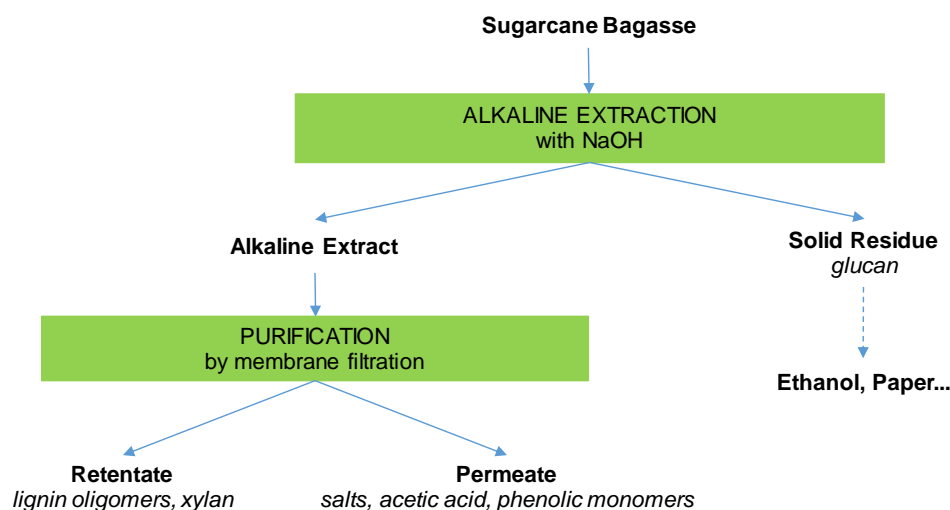 Sugarcane Bagasse
ALKALINE EXTRACTION
with NaOH
Alkaline Extract
Solid Residue
glucan
PURIFICATION
by membrane filtration
Ethanol, Paper...
Retentate
lignin oligomers, xylan
Permeate
salts, acetic acid, phenolic monomers